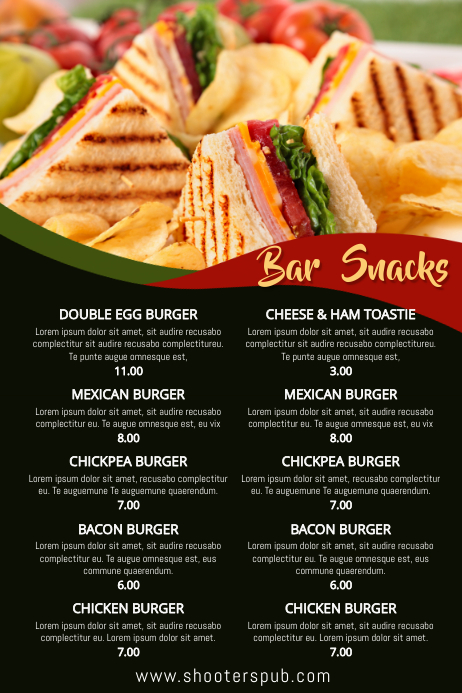 Bar Snacks
DOUBLE EGG BURGER
Lorem ipsum dolor sit amet, sit audire recusabo
complectitur sit amet, sit audire recusabo complectitureu.
Te punte augue omnesque est,
11.00
MEXICAN BURGER
Lorem ipsum dolor sit amet, sit audire recusabo
complectitur eu. Te augue omnesque est, eu vix
8.00
CHICKPEA BURGER
Lorem ipsum dolor sit amet, recusabo complectitur
eu. Te auguemune Te auguemune quaerendum.
7.00
BACON BURGER
Lorem ipsum dolor sit amet, sit audire recusabo
complectitur eu. Te augue omnesque est, eus
commune quaerendum.
6.00
CHICKEN BURGER
Lorem ipsum dolor sit amet, sit audire recusabo
complectitur eu. Lorem ipsum dolor sit amet.
7.00
CHEESE & HAM TOASTIE
Lorem ipsum dolor sit amet, sit audire recusabo
complectitur sit amet, sit audire recusabo complectitureu.
Te punte augue omnesque est,
3.00
MEXICAN BURGER
Lorem ipsum dolor sit amet, sit audire recusabo
complectitur eu. Te augue omnesque est, eu vix
8.00
CHICKPEA BURGER
Lorem ipsum dolor sit amet, recusabo complectitur
eu. Te auguemune Te auguemune quaerendum.
7.00
BACON BURGER
Lorem ipsum dolor sit amet, sit audire recusabo
complectitur eu. Te augue omnesque est, eus
commune quaerendum.
6.00
CHICKEN BURGER
Lorem ipsum dolor sit amet, sit audire recusabo
complectitur eu. Lorem ipsum dolor sit amet.
7.00
www.shooterspub.com